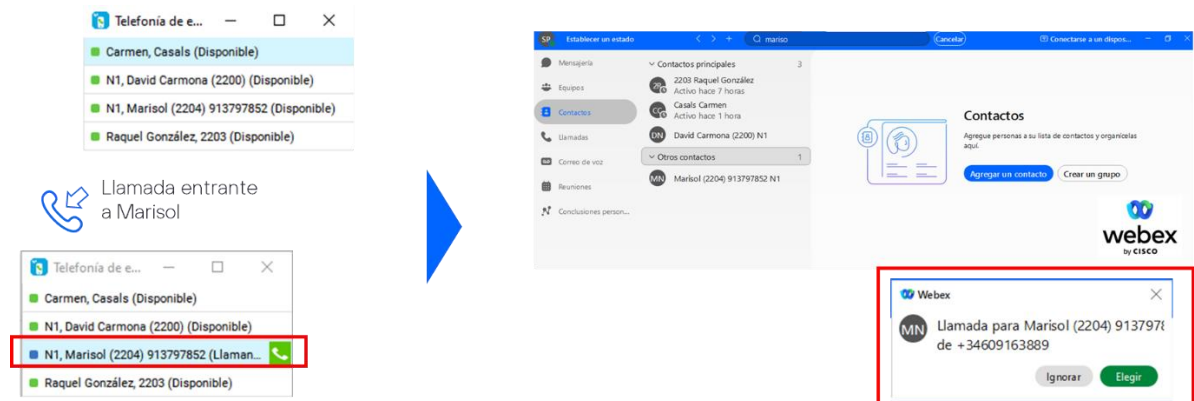 Telefonía de e...
Carmen, Casals (Disponible)
N1, David Carmona (2200) (Disponible)
N1, Marisol (2204) 913797852 (Disponible)
Raquel González, 2203 (Disponible)
Llamada entrante
a Marisol
Telefonía de e...
Carmen, Casals (Disponible)
N1, David Carmona (2200) (Disponible)
N1, Marisol (2204) 913797852 (Llaman...
Raquel González, 2203 (Disponible)
SP Establecer un estado mariso Cancelar Conectarse a un dispos...
Mensajería
Equipos
Contactos
Llamadas
Correo de voz
Reuniones
Conclusiones person...
Contactos principales 3
2203 Raquel González
Activo hace 7 horas
CC Casals Carmen
Activo hace 1 hora
DN David Carmona (2200) N1
Otros contactos 1
MN Marisol (2204) 913797852 N1
Contactos
Agregue personas a su lista de contactos y organícelas
aquí.
Agregar un contacto Crear un grupo
webex
by CISCO
Webex
MN Llamada para Marisol (2204) 9137978
de +34609163889
Ignorar Elegir